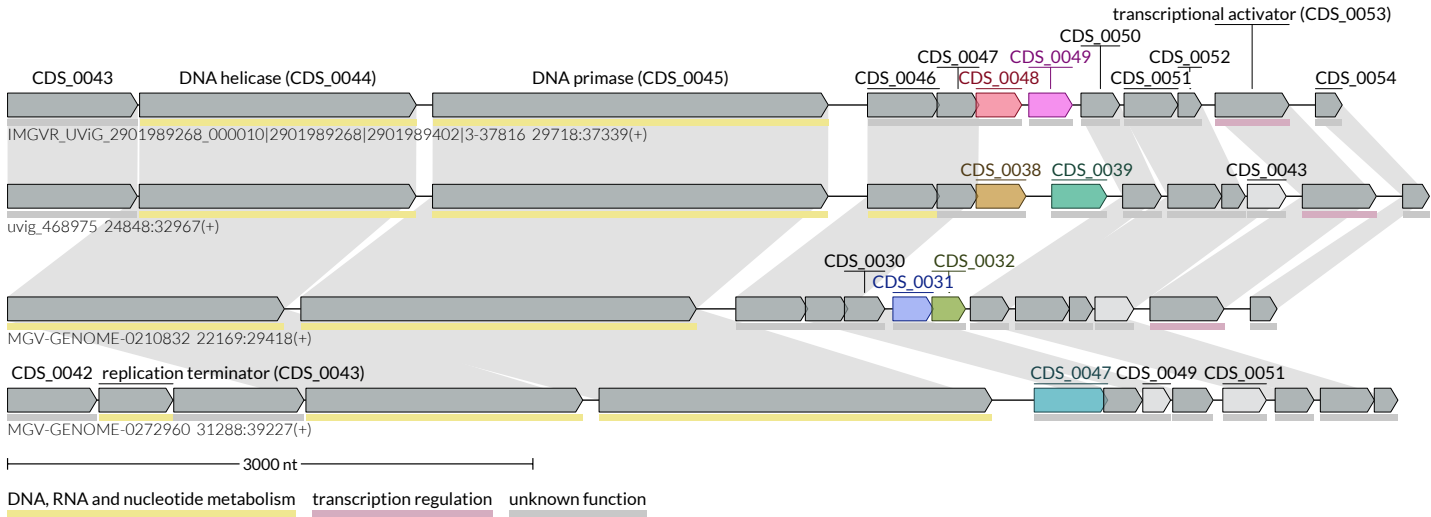 transcriptional activator (CDS_0053)
CDS_0050
CDS_0047 CDS_0049 CDS_0052
CDS_0043 DNA helicase (CDS_0044) DNA primase (CDS_0045) CDS_0046 CDS_0048 CDS_0051 CDS_0054
IMGVR_UViG_2901989268_000010|2901989268|2901989402|3-37816 29718:37339(+)
CDS_0038 CDS_0039 CDS_0043
uvig_468975 24848:32967(+)
CDS_0030 CDS_0032
CDS_0031
MGV-GENOME-0210832 22169:29418(+)
CDS_0042 replication terminator (CDS_0043) CDS_0047 CDS_0049 CDS_0051
MGV-GENOME-0272960 31288:39227(+)
3000 nt
DNA, RNA and nucleotide metabolism transcription regulation unknown function